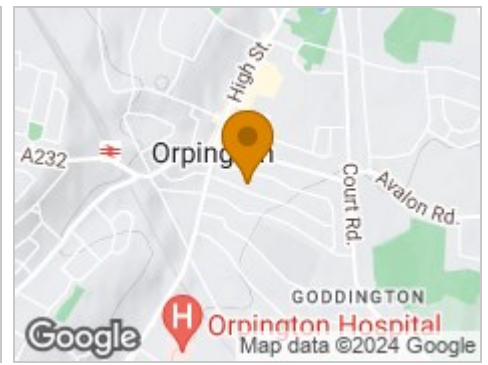 High St.
A232
Orpington
Court Rd.
Avalon Rd.
GODDINGTON
H Orpington Hospital
Google
Map data ©2024 Google